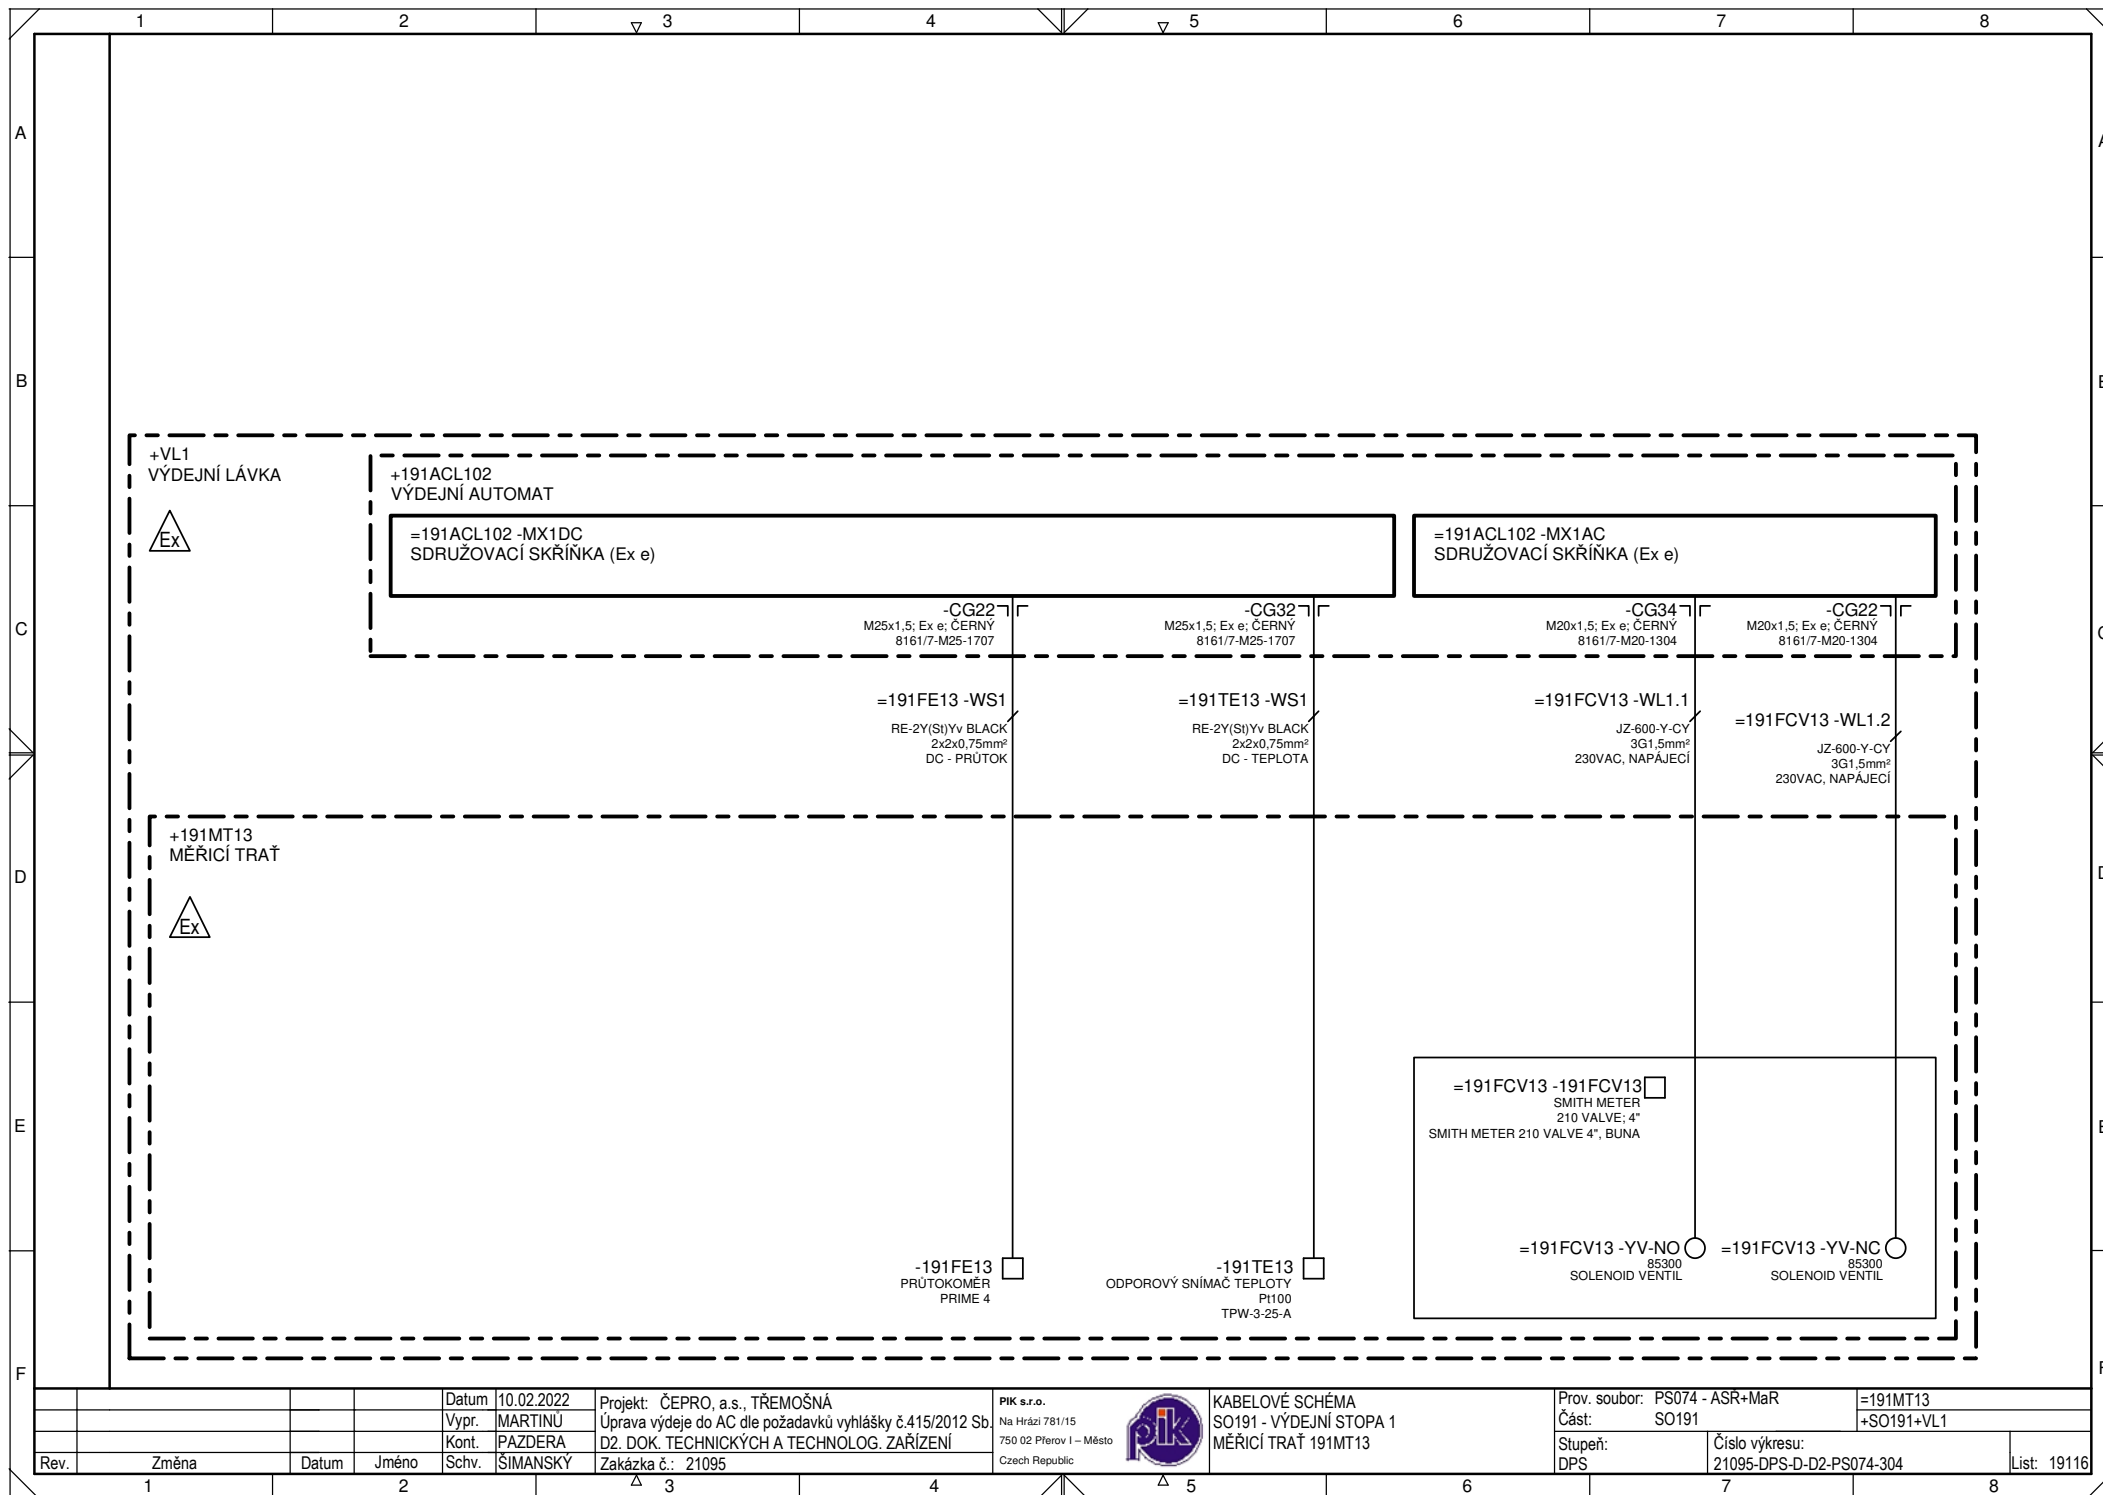 1 2 3 4 5 6 7 8
A
B
C
D
E
F
+VL1
VÝDEJNÍ LÁVKA
Ex
+191ACL102
VÝDEJNÍ AUTOMAT
=191ACL102 -MX1DC
SDRUŽOVACÍ SKŘÍŇKA (Ex e)
=191ACL102 -MX1AC
SDRUŽOVACÍ SKŘÍŇKA (Ex e)
-CG22
M25x1,5; Ex e; ČERNÝ
8161/7-M25-1707
-CG32
M25x1,5; Ex e; ČERNÝ
8161/7-M25-1707
-CG34
M20x1,5; Ex e; ČERNÝ
8161/7-M20-1304
-CG22
M20x1,5; Ex e; ČERNÝ
8161/7-M20-1304
=191FE13 -WS1
RE-2Y(St)Yv BLACK
2x2x0,75mm²
DC - PRŮTOK
=191TE13 -WS1
RE-2Y(St)Yv BLACK
2x2x0,75mm²
DC - TEPLOTA
=191FCV13 -WL1.1
JZ-600-Y-CY
3G1,5mm²
230VAC, NAPÁJECÍ
=191FCV13 -WL1.2
JZ-600-Y-CY
3G1,5mm²
230VAC, NAPÁJECÍ
+191MT13
MĚŘICÍ TRAŤ
Ex
=191FCV13 -191FCV13
SMITH METER
210 VALVE; 4"
SMITH METER 210 VALVE 4", BUNA
-191FE13
PRŮTOKOMĚR
PRIME 4
-191TE13
ODPOROVÝ SNÍMAČ TEPLOTY
Pt100
TPW-3-25-A
=191FCV13 -YV-NO
85300
SOLENOID VENTIL
=191FCV13 -YV-NC
85300
SOLENOID VENTIL
Rev. Změna Datum Jméno
Datum 10.02.2022
Vypr. MARTINŮ
Kont. PAZDERA
Schv. ŠIMANSKÝ
Projekt: ČEPRO, a.s., TŘEMOŠNÁ
Úprava výdeje do AC dle požadavků vyhlášky č.415/2012 Sb.
D2. DOK. TECHNICKÝCH A TECHNOLOG. ZAŘÍZENÍ
Zakázka č.: 21095
PIK s.r.o.
Na Hrázi 781/15
750 02 Přerov I – Město
Czech Republic
pik
KABELOVÉ SCHÉMA
SO191 - VÝDEJNÍ STOPA 1
MĚŘICÍ TRAŤ 191MT13
Prov. soubor: PS074 - ASŘ+MaR
Část: SO191
=191MT13
+SO191+VL1
Stupeň:
DPS
Číslo výkresu:
21095-DPS-D-D2-PS074-304
List: 19116
1 2 3 4 5 6 7 8